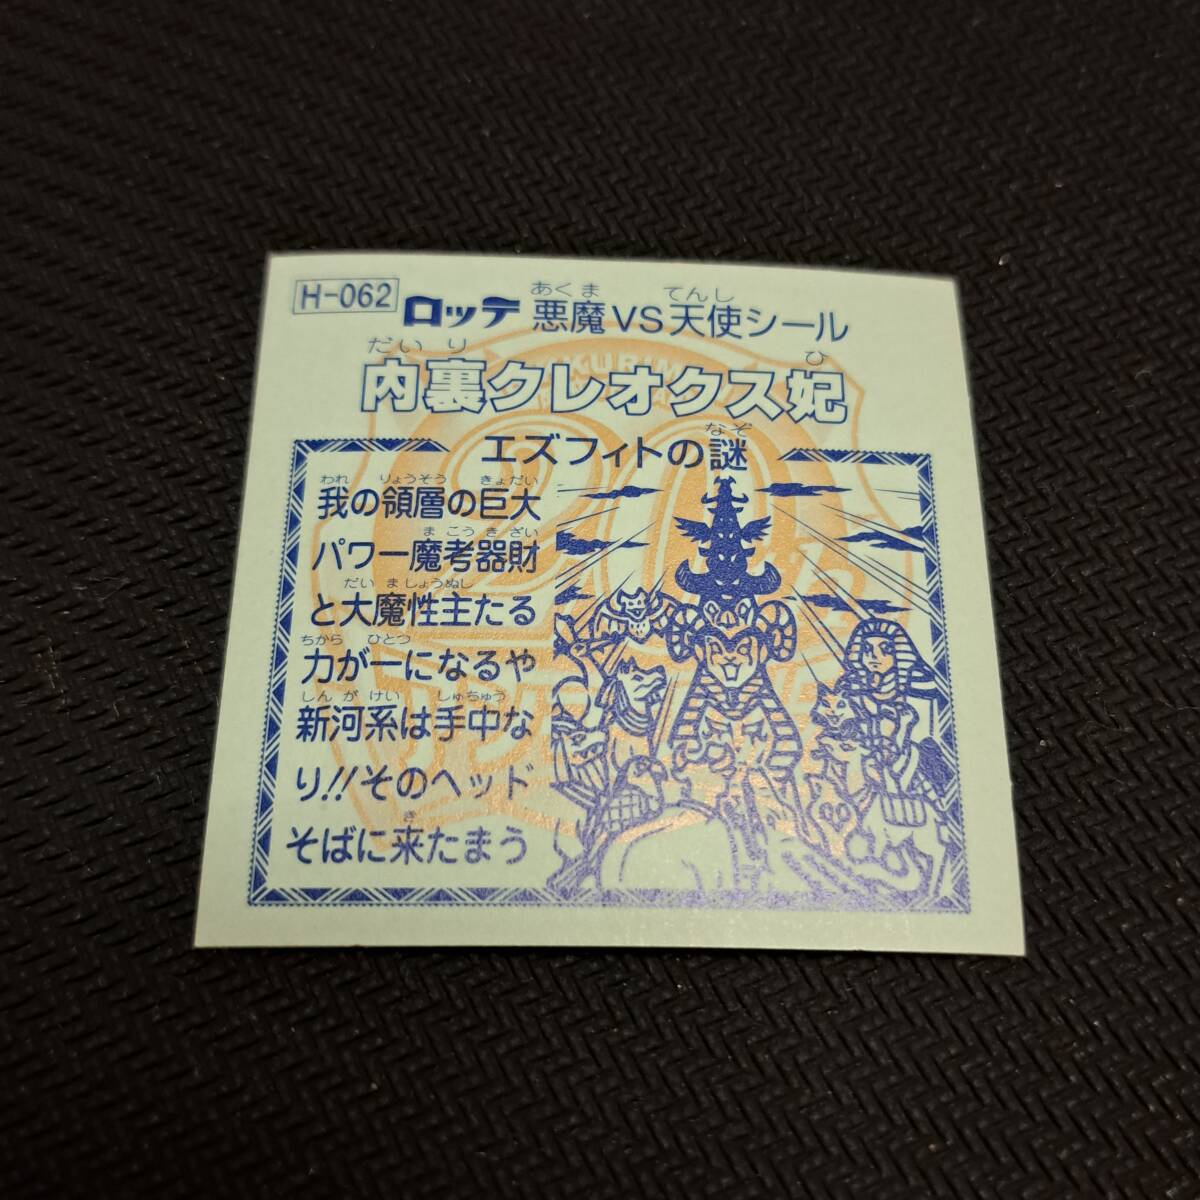 H-062 ロッテ 悪魔VS天使シール
あくま てんし
だいり ひ
内裏クレオクス妃
なぞ
エズフィトの謎
われ りょうそう きょだい
我の領層の巨大
まこうきざい
パワー魔考器財
だいましょうぬし
と大魔性主たる
ちから ひとつ
力が一になるや
しんがけい しゅちゅう
新河系は手中な
り!!そのヘッド
き
そばに来たまう
20